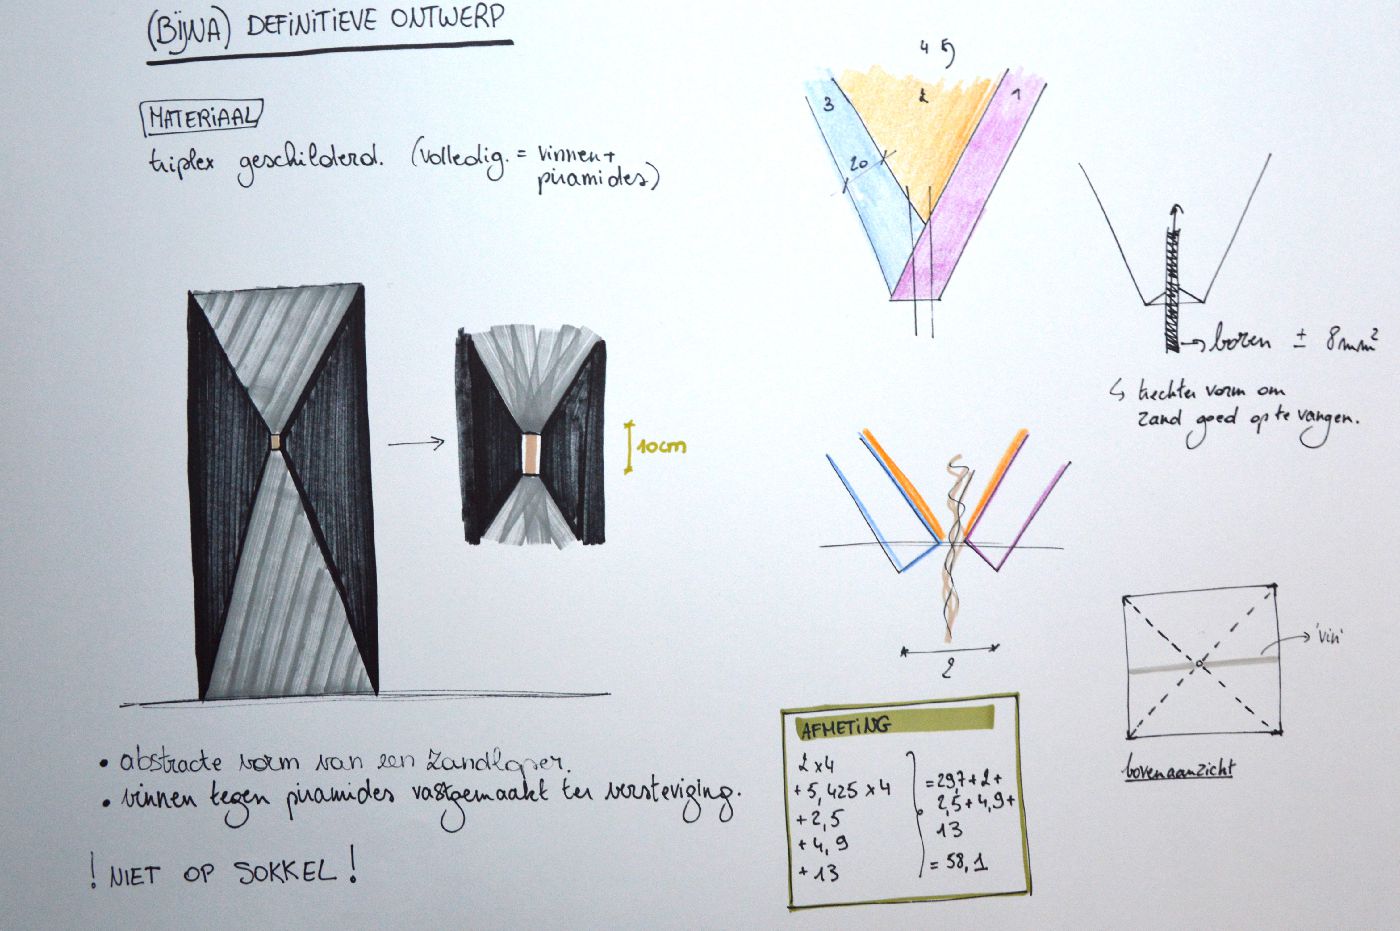 (BIJNA) DEFINITIEVE ONTWERP
MATERIAAL
triplex geschilderd. (volledig. = vinnen +
piramides)
10cm
4
3
2
1
20
boren ± 8mm²
↳ trechter vorm om
zand goed op te vangen.
2
'vin'
bovenaanzicht
• abstracte vorm van een zandloper.
• vinnen tegen piramides vastgemaakt ter versteviging.
! NIET OP SOKKEL !
AFMETING
2 x 4
+ 5,425 x 4
+ 2,5
+ 4,9
+ 13
= 29,7 + 2 +
2,5 + 4,9 +
13
= 58,1